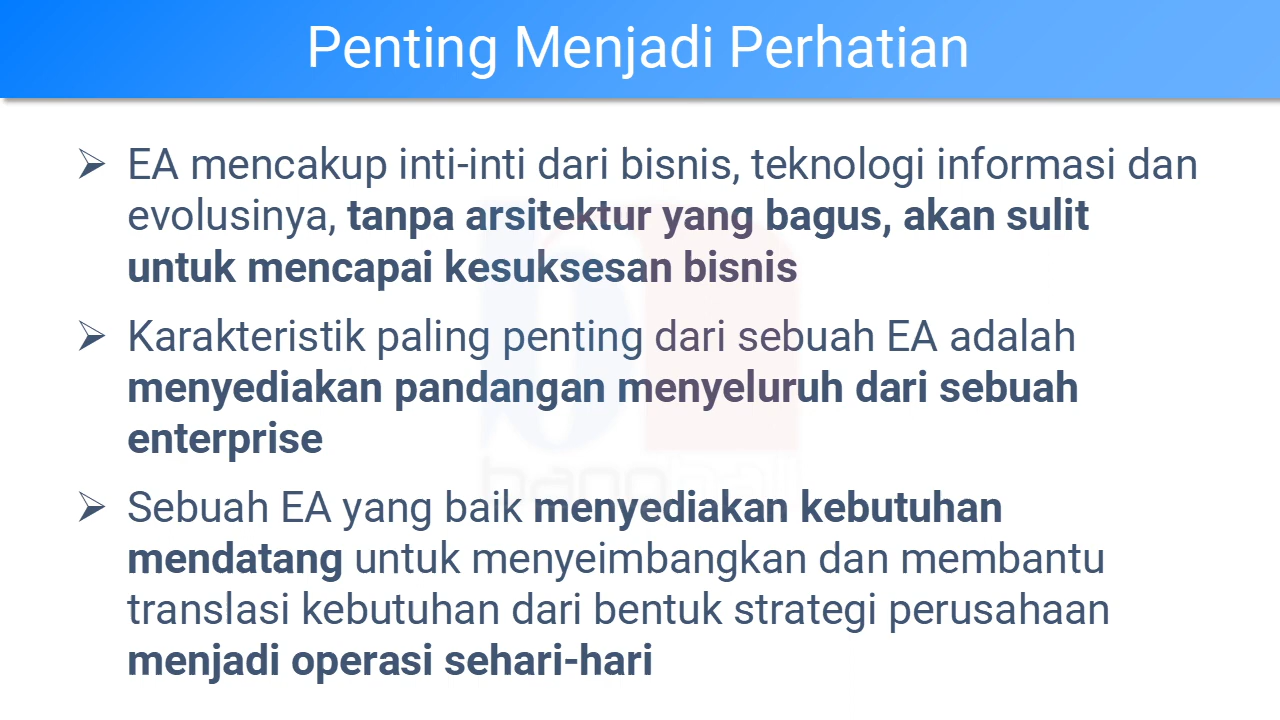 Penting Menjadi Perhatian
➢ EA mencakup inti-inti dari bisnis, teknologi informasi dan
evolusinya, tanpa arsitektur yang bagus, akan sulit
untuk mencapai kesuksesan bisnis
➢ Karakteristik paling penting dari sebuah EA adalah
menyediakan pandangan menyeluruh dari sebuah
enterprise
➢ Sebuah EA yang baik menyediakan kebutuhan
mendatang untuk menyeimbangkan dan membantu
translasi kebutuhan dari bentuk strategi perusahaan
menjadi operasi sehari-hari